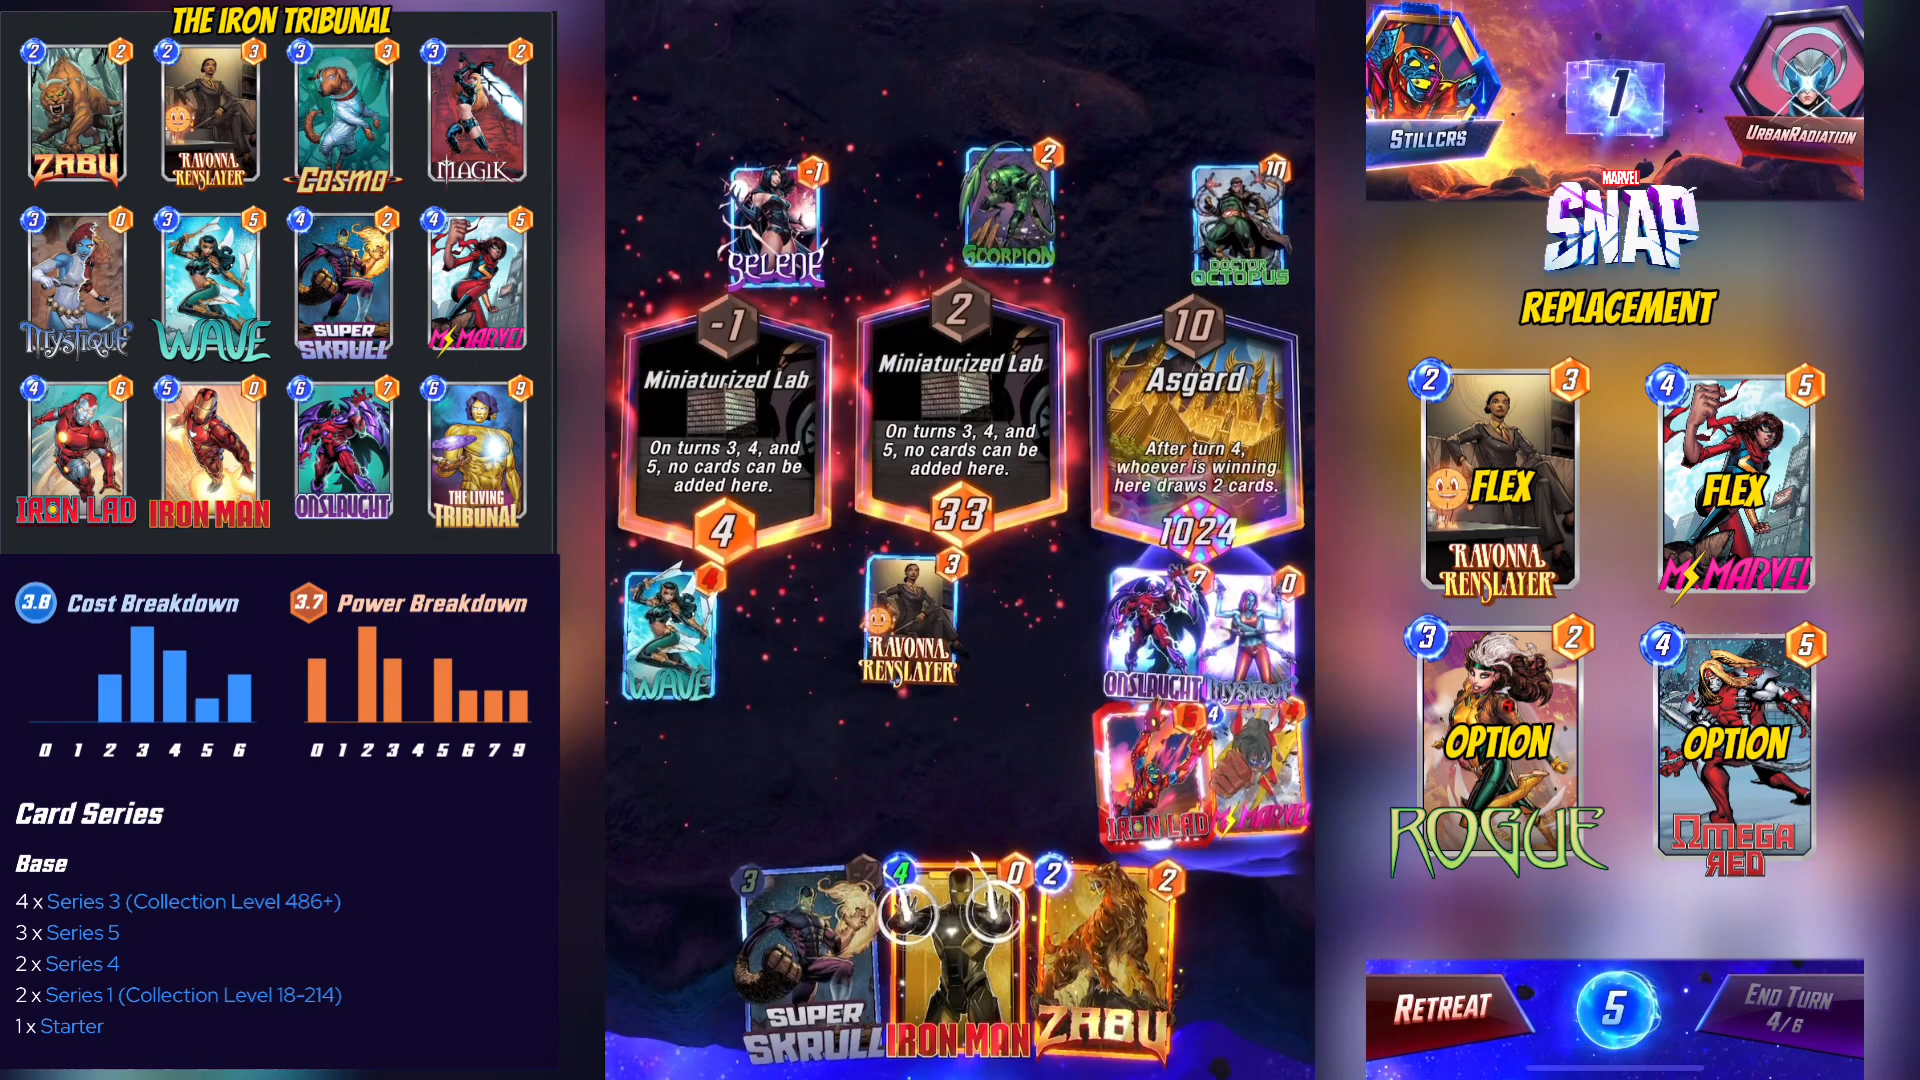 THE IRON TRIBUNAL
2 2 2 3 3 3 3 2
ZABU
RAVONNA RENSLAYER
COSMO
MAGIK
3 0 3 5 4 2 4 5
MYSTIQUE
WAVE
SUPER SKRULL
MS MARVEL
4 6 5 0 6 7 6 9
IRON LAD
IRON MAN
ONSLAUGHT
THE LIVING TRIBUNAL
3.8 Cost Breakdown
0 1 2 3 4 5 6
3.7 Power Breakdown
0 1 2 3 4 5 6 7 9
Card Series
Base
4 x Series 3 (Collection Level 486+)
3 x Series 5
2 x Series 4
2 x Series 1 (Collection Level 18-214)
1 x Starter
-1
SELENE
2
SCORPION
10
DOCTOR OCTOPUS
-1
Miniaturized Lab
On turns 3, 4, and
5, no cards can be
added here.
4
2
Miniaturized Lab
On turns 3, 4, and
5, no cards can be
added here.
33
10
Asgard
After turn 4,
whoever is winning
here draws 2 cards.
1024
4
WAVE
3
RAVONNA
RENSLAYER
7
ONSLAUGHT
0
MYSTIQUE
5
IRON LAD
4
MS MARVEL
3 -2
SUPER
SKRULL
4 0
IRON MAN
2 2
ZABU
STILLCRS
1
URBANRADIATION
MARVEL
SNAP
REPLACEMENT
2 3
FLEX
RAVONNA
RENSLAYER
4 5
FLEX
MS MARVEL
3 2
OPTION
ROGUE
4 5
OPTION
OMEGA
RED
RETREAT
5
END TURN
4/6